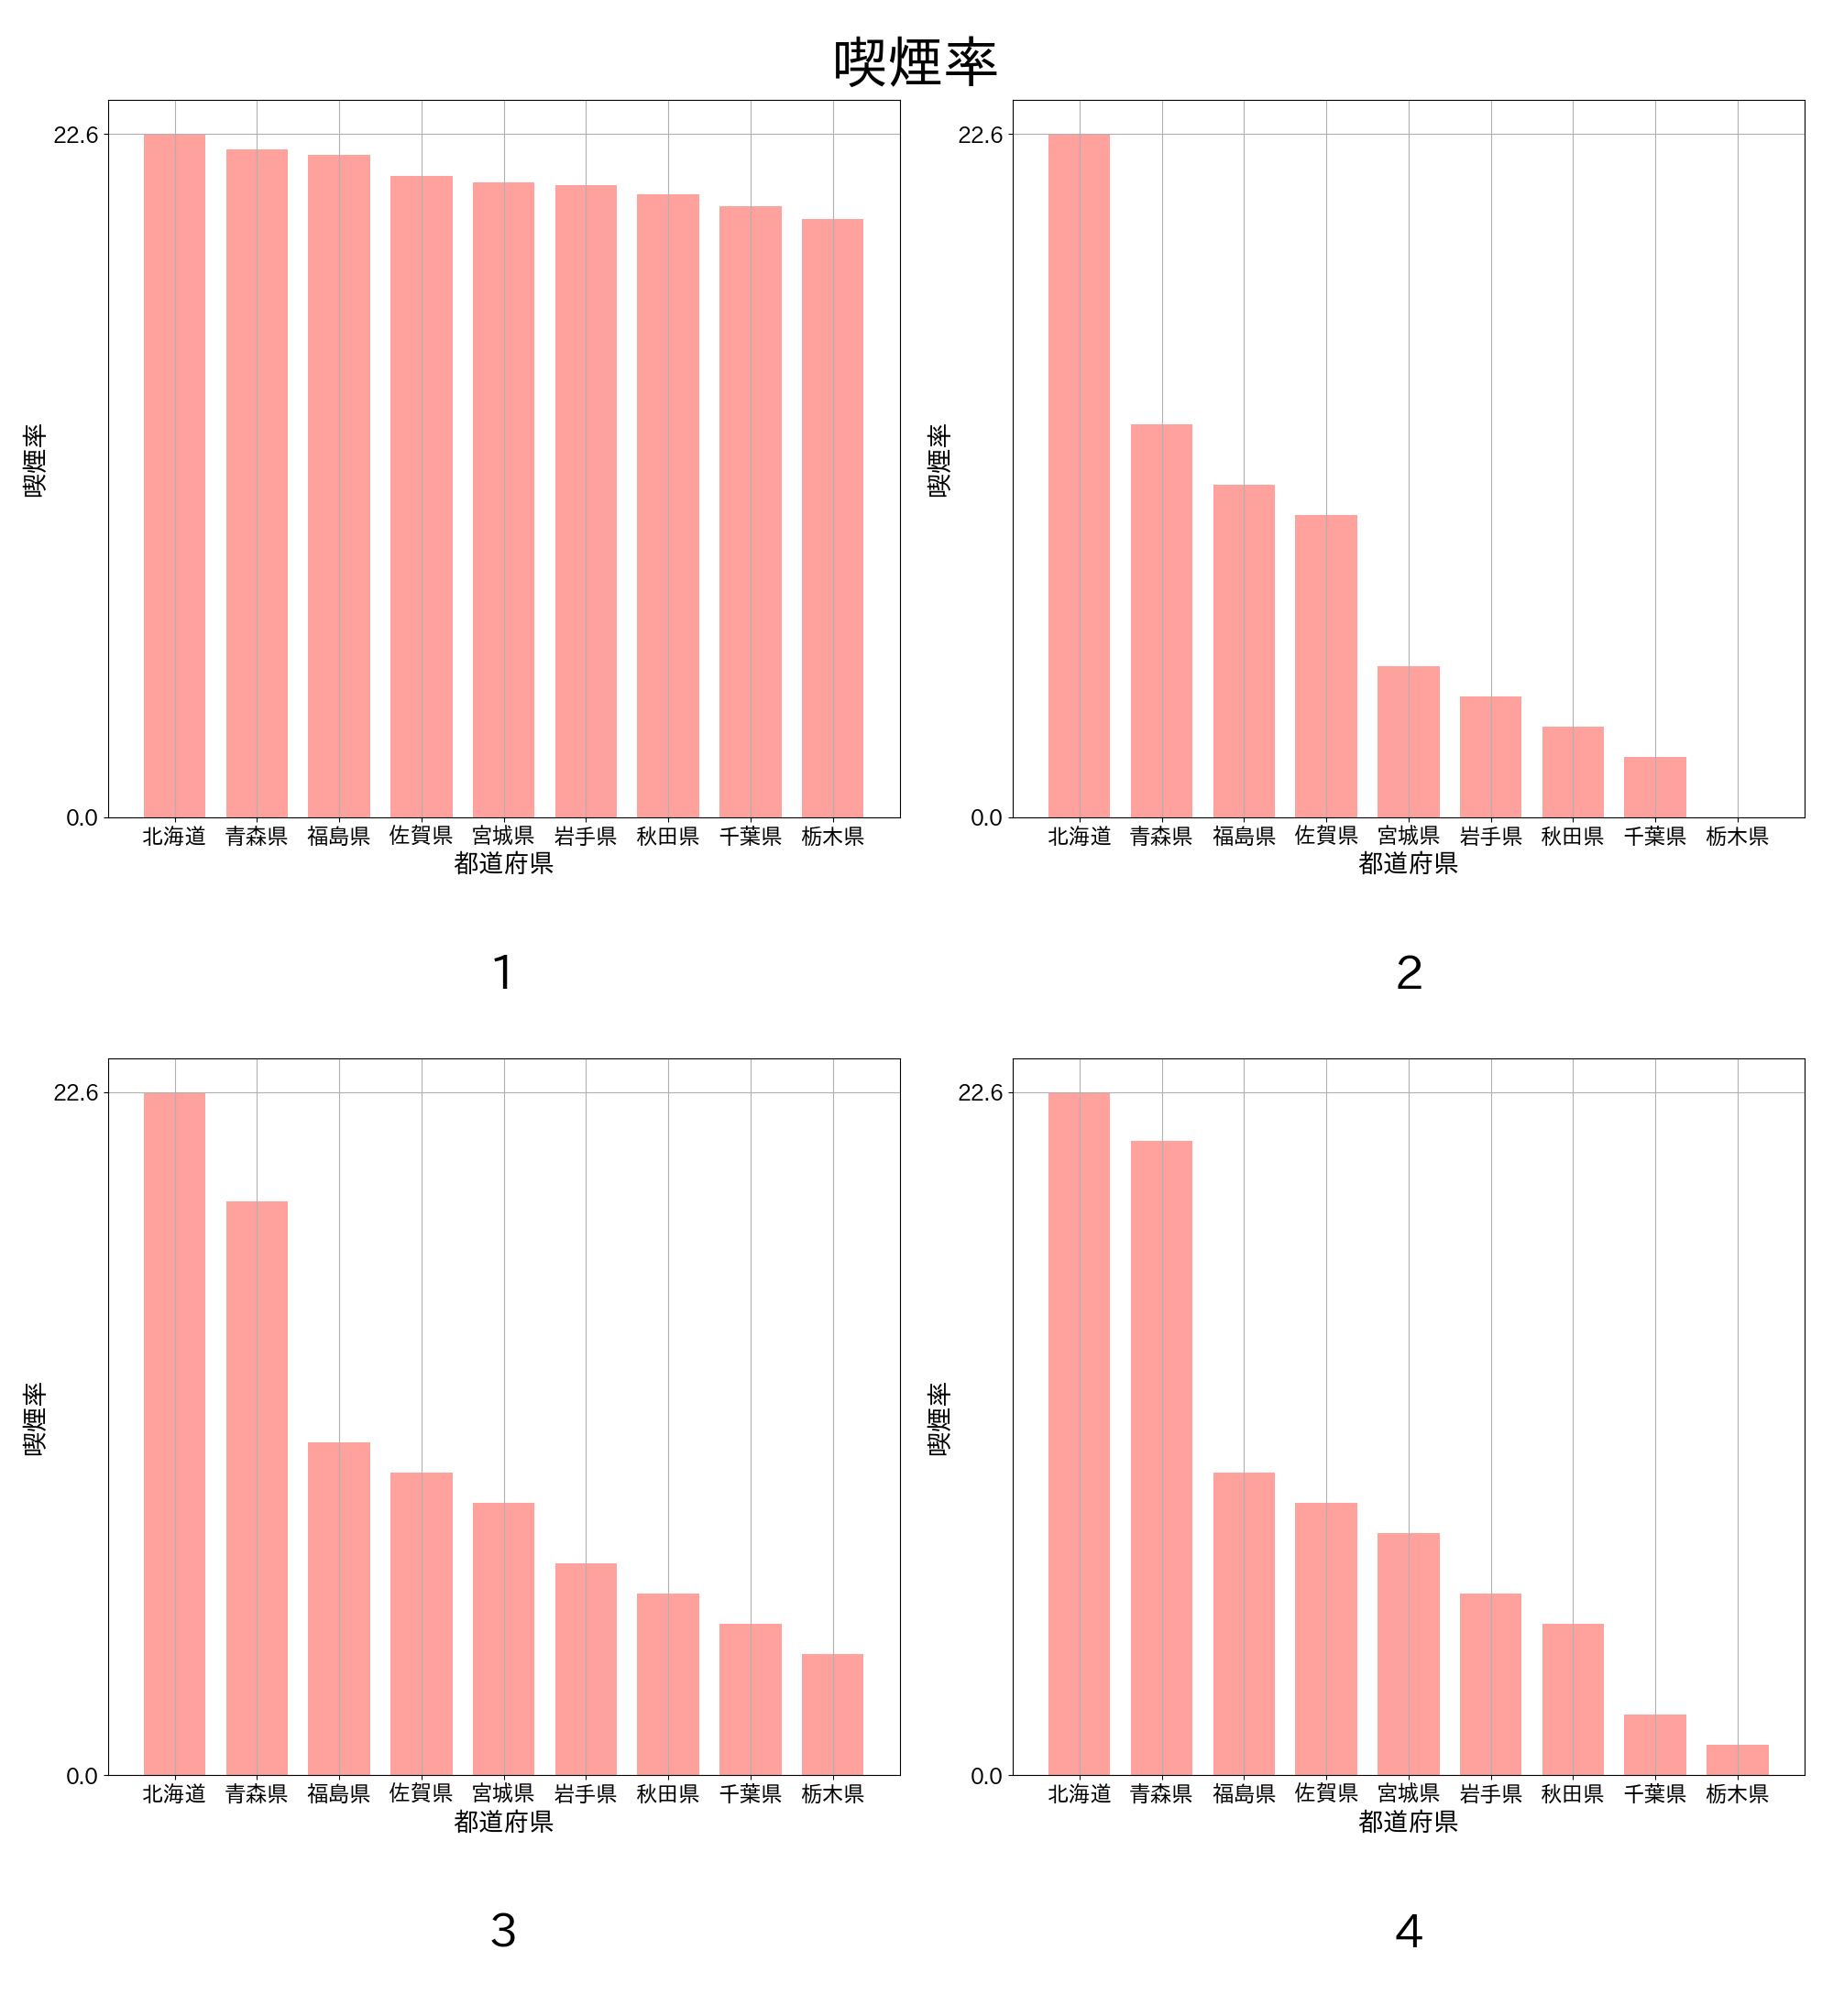 喫煙率
22.6
0.0
喫煙率
北海道 青森県 福島県 佐賀県 宮城県 岩手県 秋田県 千葉県 栃木県
都道府県
1
22.6
0.0
喫煙率
北海道 青森県 福島県 佐賀県 宮城県 岩手県 秋田県 千葉県 栃木県
都道府県
2
22.6
0.0
喫煙率
北海道 青森県 福島県 佐賀県 宮城県 岩手県 秋田県 千葉県 栃木県
都道府県
3
22.6
0.0
喫煙率
北海道 青森県 福島県 佐賀県 宮城県 岩手県 秋田県 千葉県 栃木県
都道府県
4